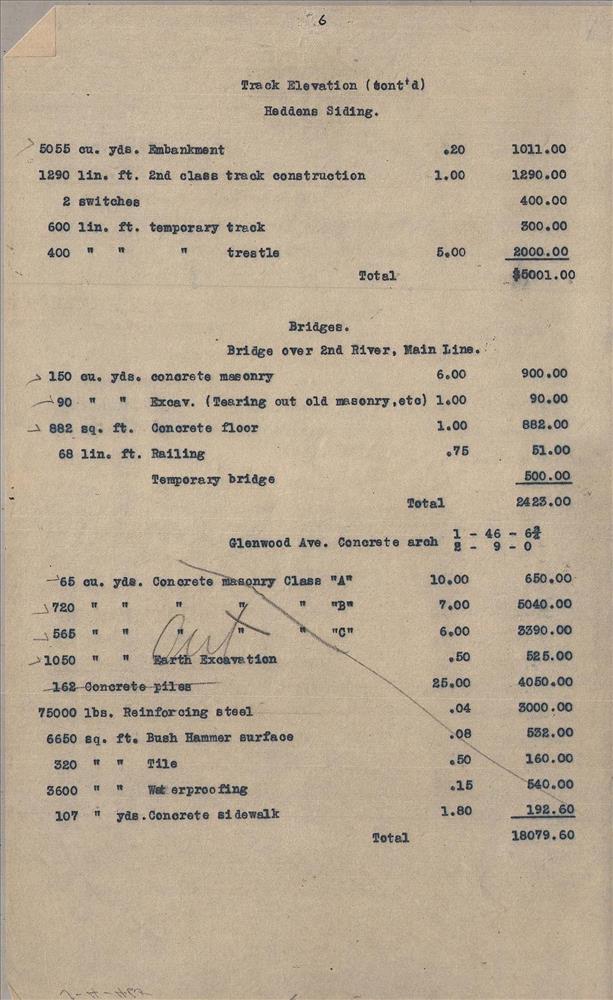 6
Track Elevation (Cont'd)
Heddens Siding.
5055 cu. yds. Embankment .20 1011.00
1290 lin. ft. 2nd class track construction 1.00 1290.00
2 switches 400.00
600 lin. ft. temporary track 300.00
400 " " " trestle 5.00 2000.00
Total $5001.00
Bridges.
Bridge over 2nd River, Main Line.
150 cu. yds. concrete masonry 6.00 900.00
90 " " Excav. (Tearing out old masonry,etc) 1.00 90.00
882 sq. ft. Concrete floor 1.00 882.00
68 lin. ft. Railing .75 51.00
Temporary bridge 500.00
Total 2423.00
Glenwood Ave. Concrete arch 1 - 46 - 6¾
2 - 9 - 0
65 cu. yds. Concrete masonry Class "A" 10.00 650.00
720 " " " " " "B" 7.00 5040.00
565 " " " " " "C" 6.00 3390.00
Out
1050 " " Earth Excavation .50 525.00
162 Concrete piles 25.00 4050.00
75000 lbs. Reinforcing steel .04 3000.00
6650 sq. ft. Bush Hammer surface .08 532.00
320 " " Tile .50 160.00
3600 " " Waterproofing .15 540.00
107 " yds.Concrete sidewalk 1.80 192.60
Total 18079.60